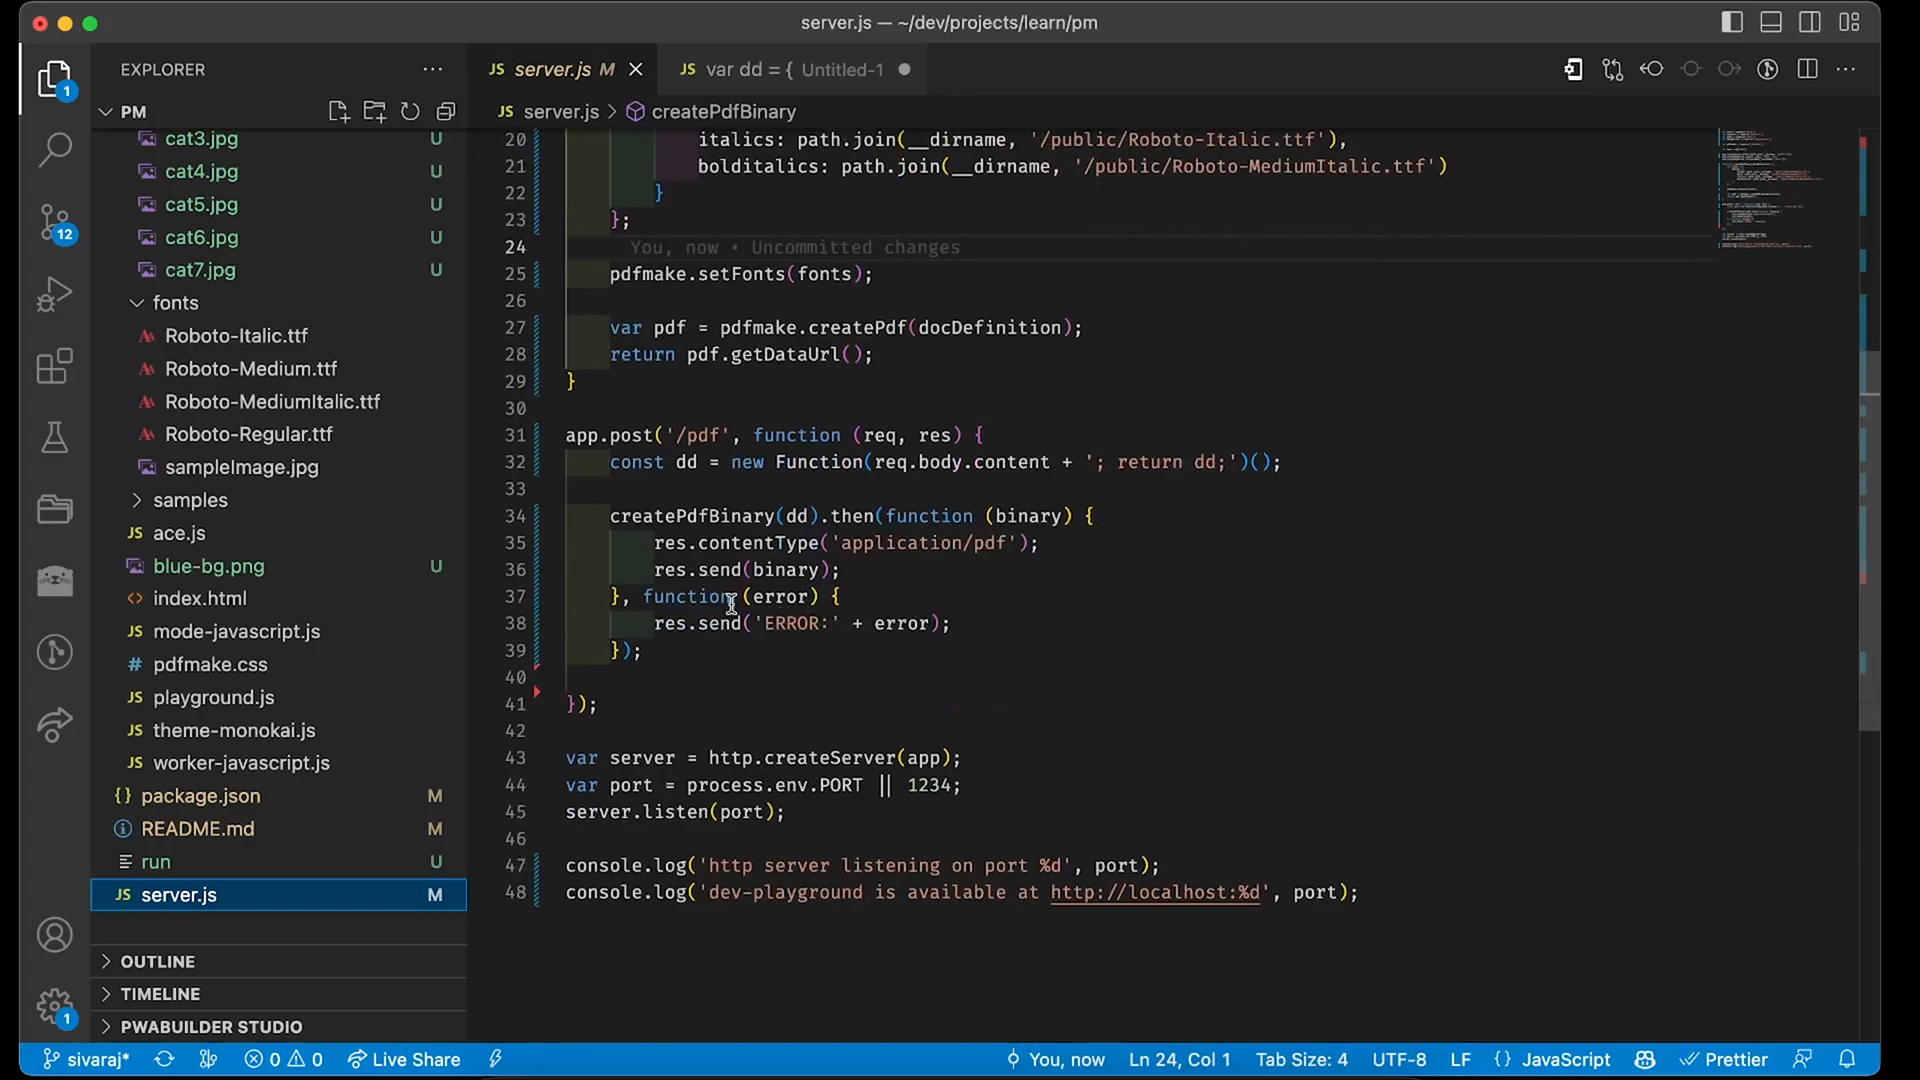 server.js — ~/dev/projects/learn/pm
EXPLORER
PM
cat3.jpg U
cat4.jpg U
cat5.jpg U
cat6.jpg U
cat7.jpg U
fonts
Roboto-Italic.ttf
Roboto-Medium.ttf
Roboto-MediumItalic.ttf
Roboto-Regular.ttf
sampleImage.jpg
samples
JS ace.js
blue-bg.png U
index.html
JS mode-javascript.js
# pdfmake.css
JS playground.js
JS theme-monokai.js
JS worker-javascript.js
{} package.json M
README.md M
run U
JS server.js M
OUTLINE
TIMELINE
PWABUILDER STUDIO
1
12
1
JS server.js M
JS var dd = { Untitled-1
JS server.js > createPdfBinary
20 italics: path.join(__dirname, '/public/Roboto-Italic.ttf'),
21 bolditalics: path.join(__dirname, '/public/Roboto-MediumItalic.ttf')
22 }
23 };
24 You, now • Uncommitted changes
25 pdfmake.setFonts(fonts);
26
27 var pdf = pdfmake.createPdf(docDefinition);
28 return pdf.getDataUrl();
29 }
30
31 app.post('/pdf', function (req, res) {
32 const dd = new Function(req.body.content + '; return dd;')();
33
34 createPdfBinary(dd).then(function (binary) {
35 res.contentType('application/pdf');
36 res.send(binary);
37 }, function (error) {
38 res.send('ERROR:' + error);
39 });
40
41 });
42
43 var server = http.createServer(app);
44 var port = process.env.PORT || 1234;
45 server.listen(port);
46
47 console.log('http server listening on port %d', port);
48 console.log('dev-playground is available at http://localhost:%d', port);
sivaraj* 0 0 Live Share You, now Ln 24, Col 1 Tab Size: 4 UTF-8 LF {} JavaScript Prettier